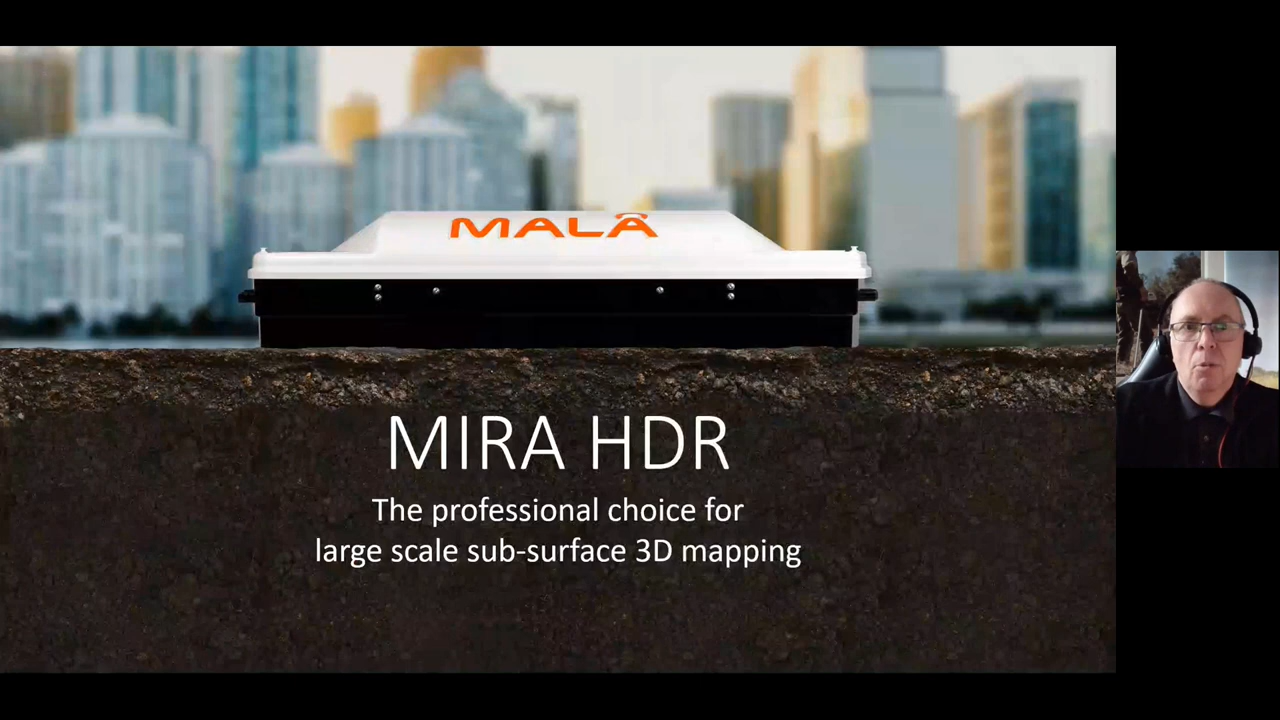 MALÅ
MIRA HDR
The professional choice for
large scale sub-surface 3D mapping